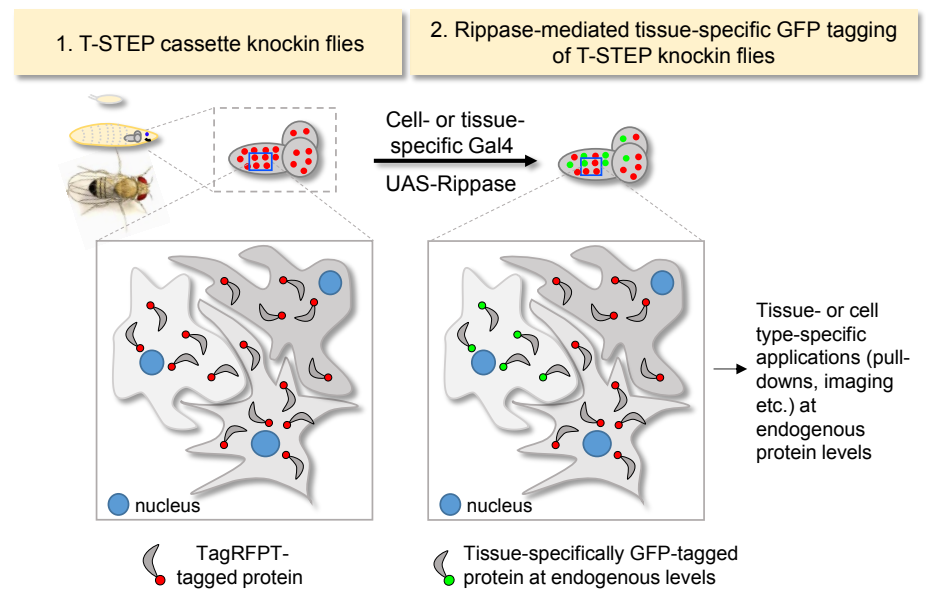 1. T-STEP cassette knockin flies
2. Rippase-mediated tissue-specific GFP tagging
of T-STEP knockin flies
Cell- or tissue-
specific Gal4
UAS-Rippase
nucleus
nucleus
Tissue- or cell
type-specific
applications (pull-
downs, imaging
etc.) at
endogenous
protein levels
TagRFPT-
tagged protein
Tissue-specifically GFP-tagged
protein at endogenous levels